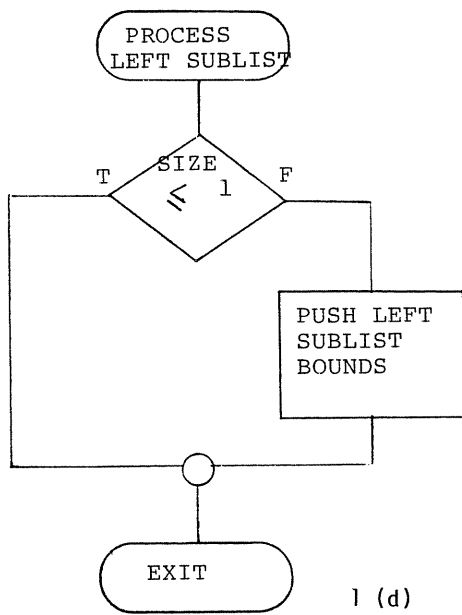 PROCESS
LEFT SUBLIST
SIZE
T
F
≤ 1
PUSH LEFT
SUBLIST
BOUNDS
EXIT
1 (d)